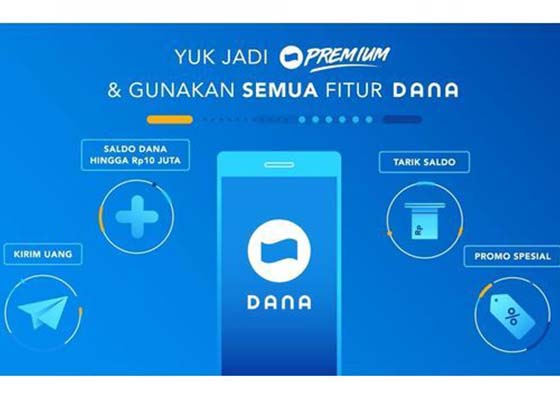 YUK JADI PREMIUM
& GUNAKAN SEMUA FITUR DANA
SALDO DANA
HINGGA Rp10 JUTA
TARIK SALDO
Rp
KIRIM UANG
PROMO SPESIAL
%
DANA